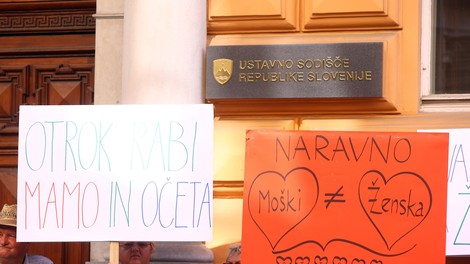 USTAVNO SODIŠČE
REPUBLIKE SLOVENIJE
OTROK RABI
MAMO IN OČETA
NARAVNO
Moški ≠ Ženska